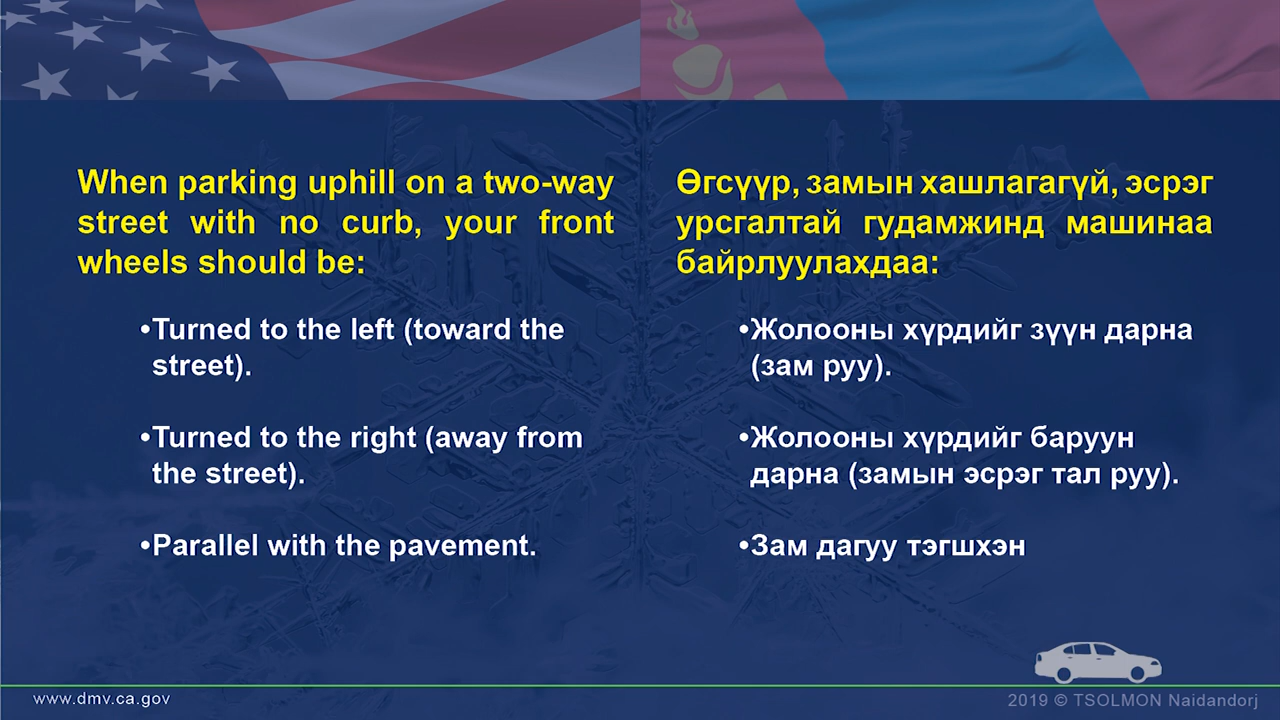 When parking uphill on a two-way
street with no curb, your front
wheels should be:
•Turned to the left (toward the
street).
•Turned to the right (away from
the street).
•Parallel with the pavement.
Өгсүүр, замын хашлагагүй, эсрэг
урсгалтай гудамжинд машинаа
байрлуулахдаа:
•Жолооны хүрдийг зүүн дарна
(зам руу).
•Жолооны хүрдийг баруун
дарна (замын эсрэг тал руу).
•Зам дагуу тэгшхэн
www.dmv.ca.gov
2019 © TSOLMON Naidandorj